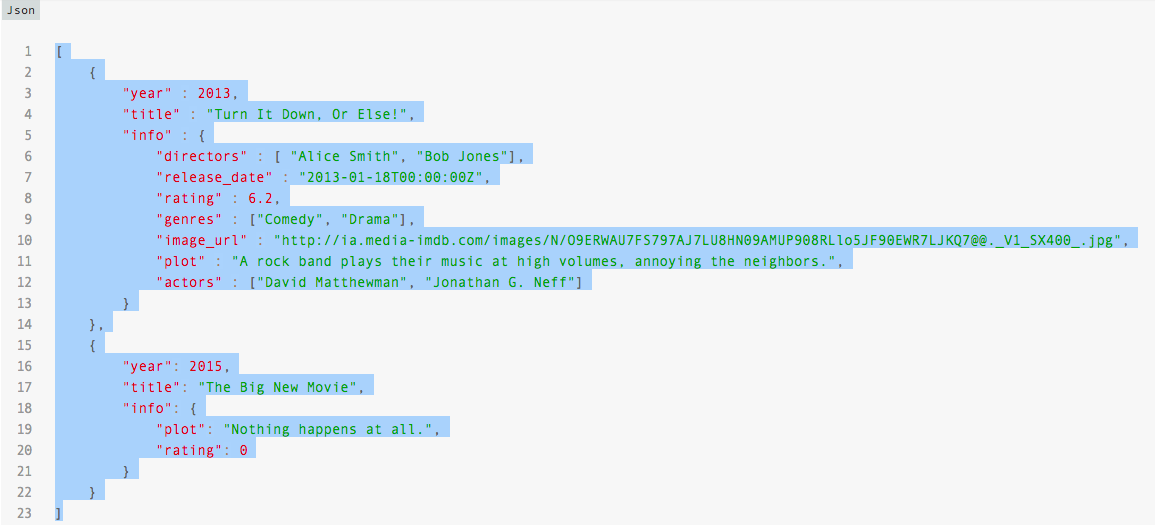 Json
1 [
2     {
3         "year" : 2013,
4         "title" : "Turn It Down, Or Else!",
5         "info" : {
6             "directors" : [ "Alice Smith", "Bob Jones"],
7             "release_date" : "2013-01-18T00:00:00Z",
8             "rating" : 6.2,
9             "genres" : ["Comedy", "Drama"],
10             "image_url" : "http://ia.media-imdb.com/images/N/O9ERWAU7FS797AJ7LU8HN09AMUP908RLlo5JF90EWR7LJKQ7@@._V1_SX400_.jpg",
11             "plot" : "A rock band plays their music at high volumes, annoying the neighbors.",
12             "actors" : ["David Matthewman", "Jonathan G. Neff"]
13         }
14     },
15     {
16         "year": 2015,
17         "title": "The Big New Movie",
18         "info": {
19             "plot": "Nothing happens at all.",
20             "rating": 0
21         }
22     }
23 ]